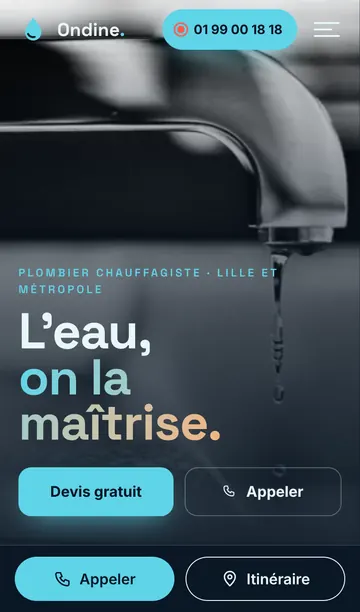 Ondine.
01 99 00 18 18
PLOMBIER CHAUFFAGISTE · LILLE ET
MÉTROPOLE
L’eau,
on la
maîtrise.
Devis gratuit
Appeler
Appeler
Itinéraire